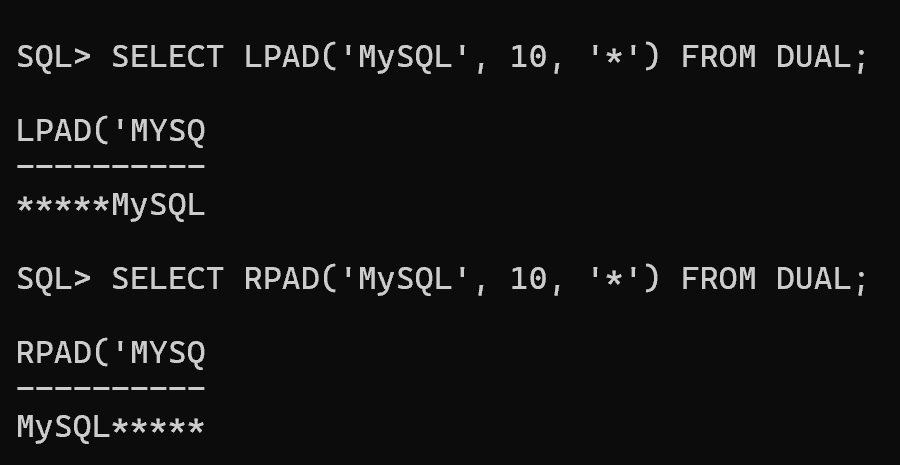 SQL> SELECT LPAD('MySQL', 10, '*') FROM DUAL;
LPAD('MYSQ
----------
*****MySQL
SQL> SELECT RPAD('MySQL', 10, '*') FROM DUAL;
RPAD('MYSQ
----------
MySQL*****